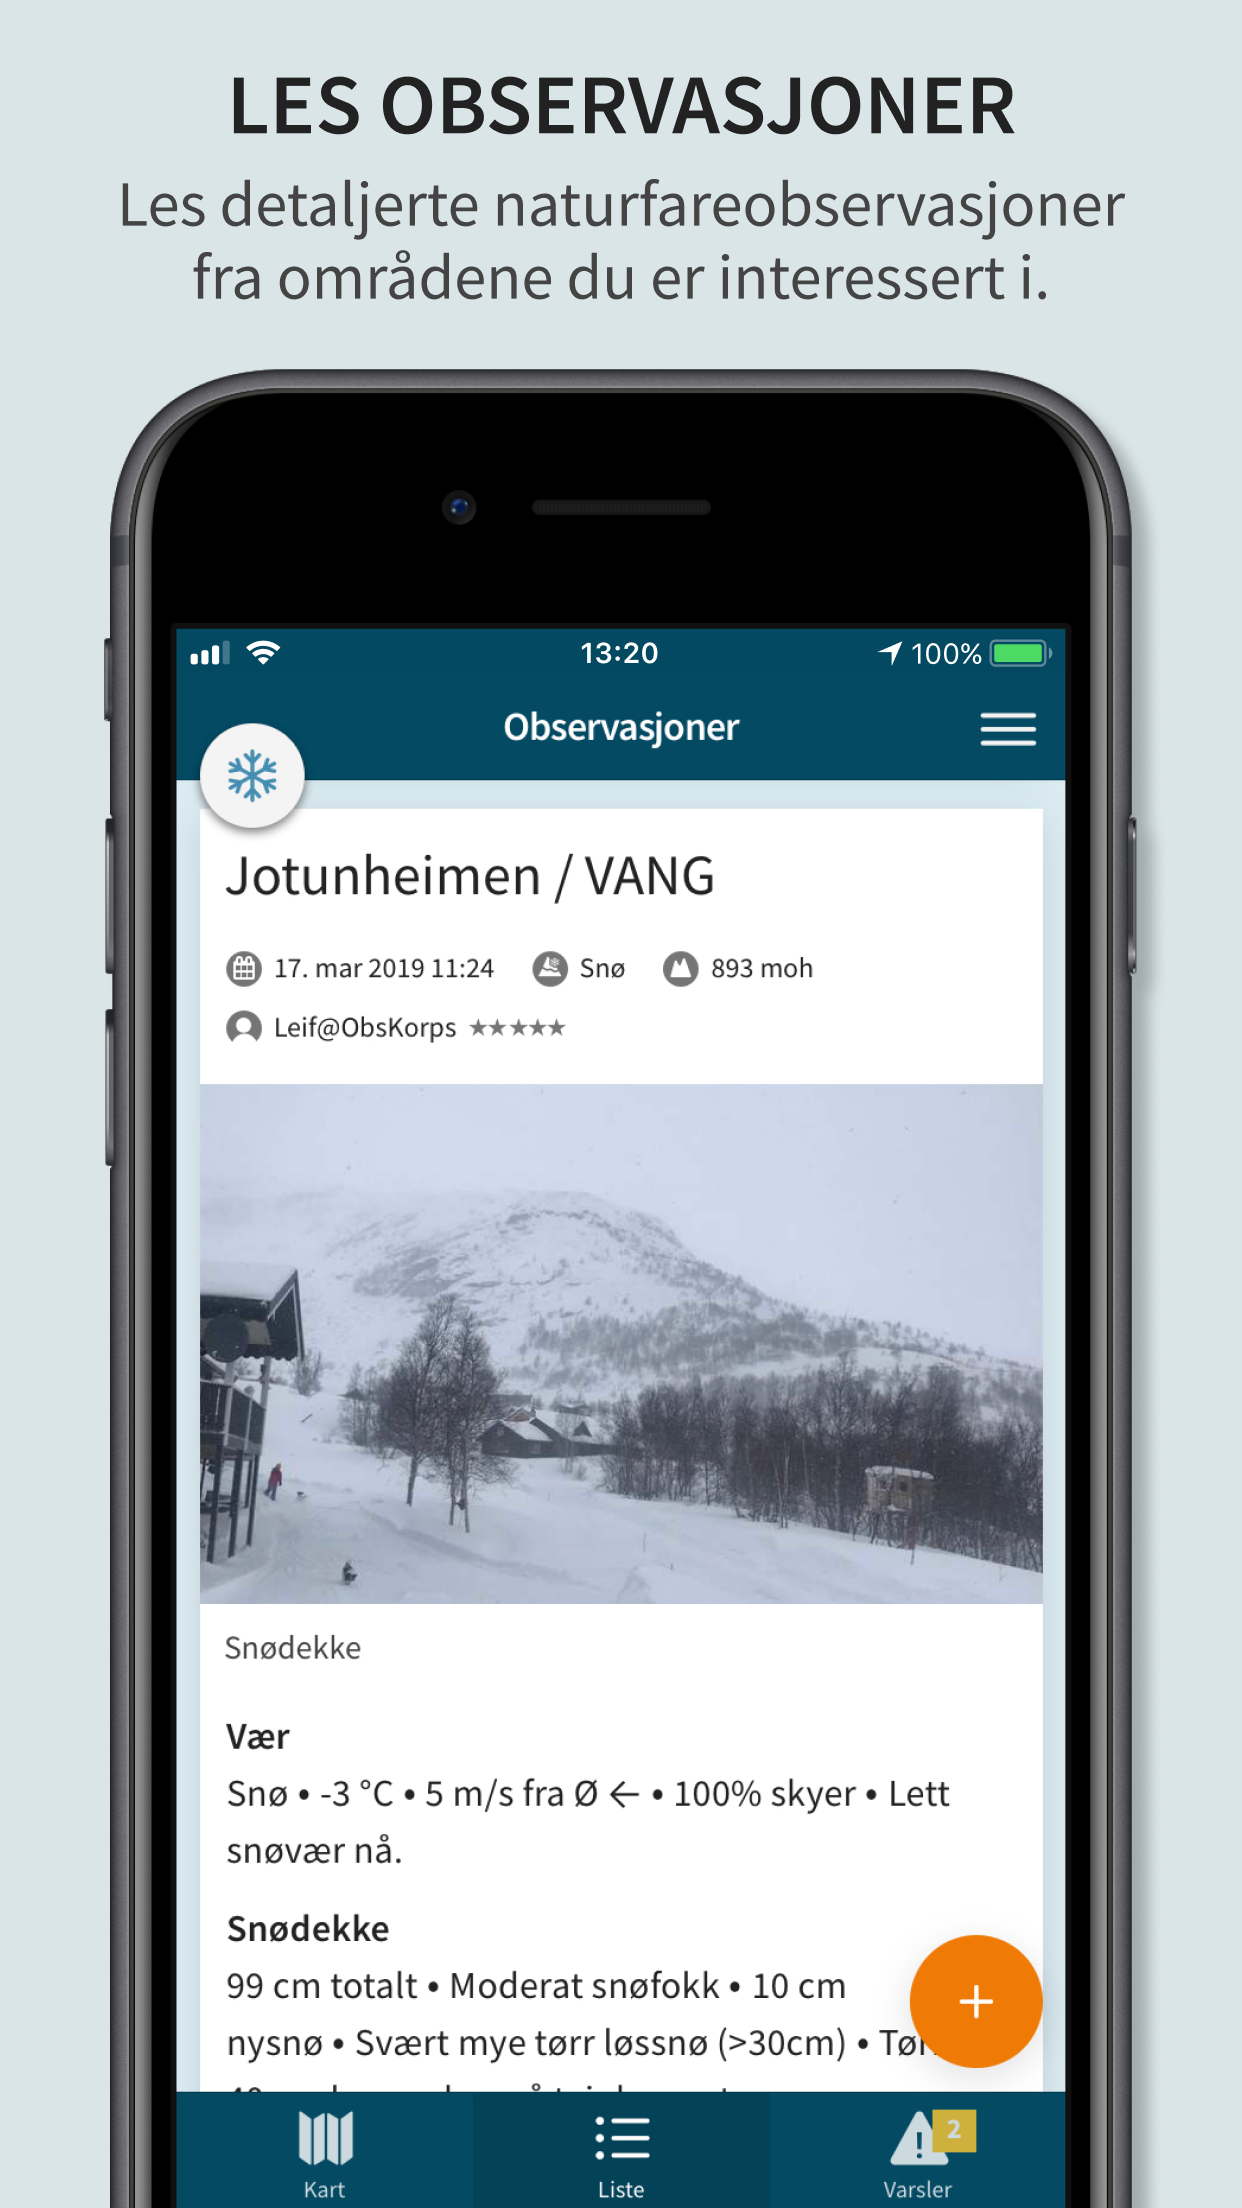 LES OBSERVASJONER
Les detaljerte naturfareobservasjoner
fra områdene du er interessert i.
13:20
100%
Observasjoner
Jotunheimen / VANG
17. mar 2019 11:24 Snø 893 moh
Leif@ObsKorps ★★★★★
Snødekke
Vær
Snø • -3 °C • 5 m/s fra Ø ← • 100% skyer • Lett
snøvær nå.
Snødekke
99 cm totalt • Moderat snøfokk • 10 cm
nysnø • Svært mye tørr løssnø (>30cm) •
2
Kart
Liste
Varsler